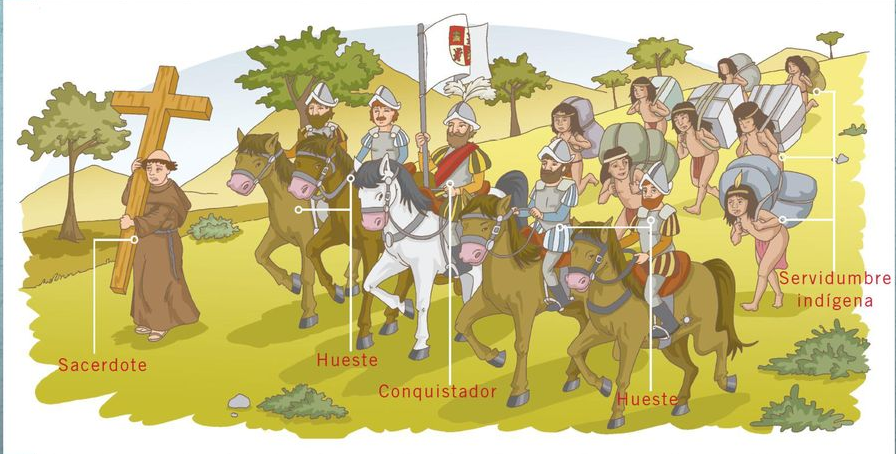 Servidumbre
indígena
Sacerdote
Hueste
Conquistador
Hueste